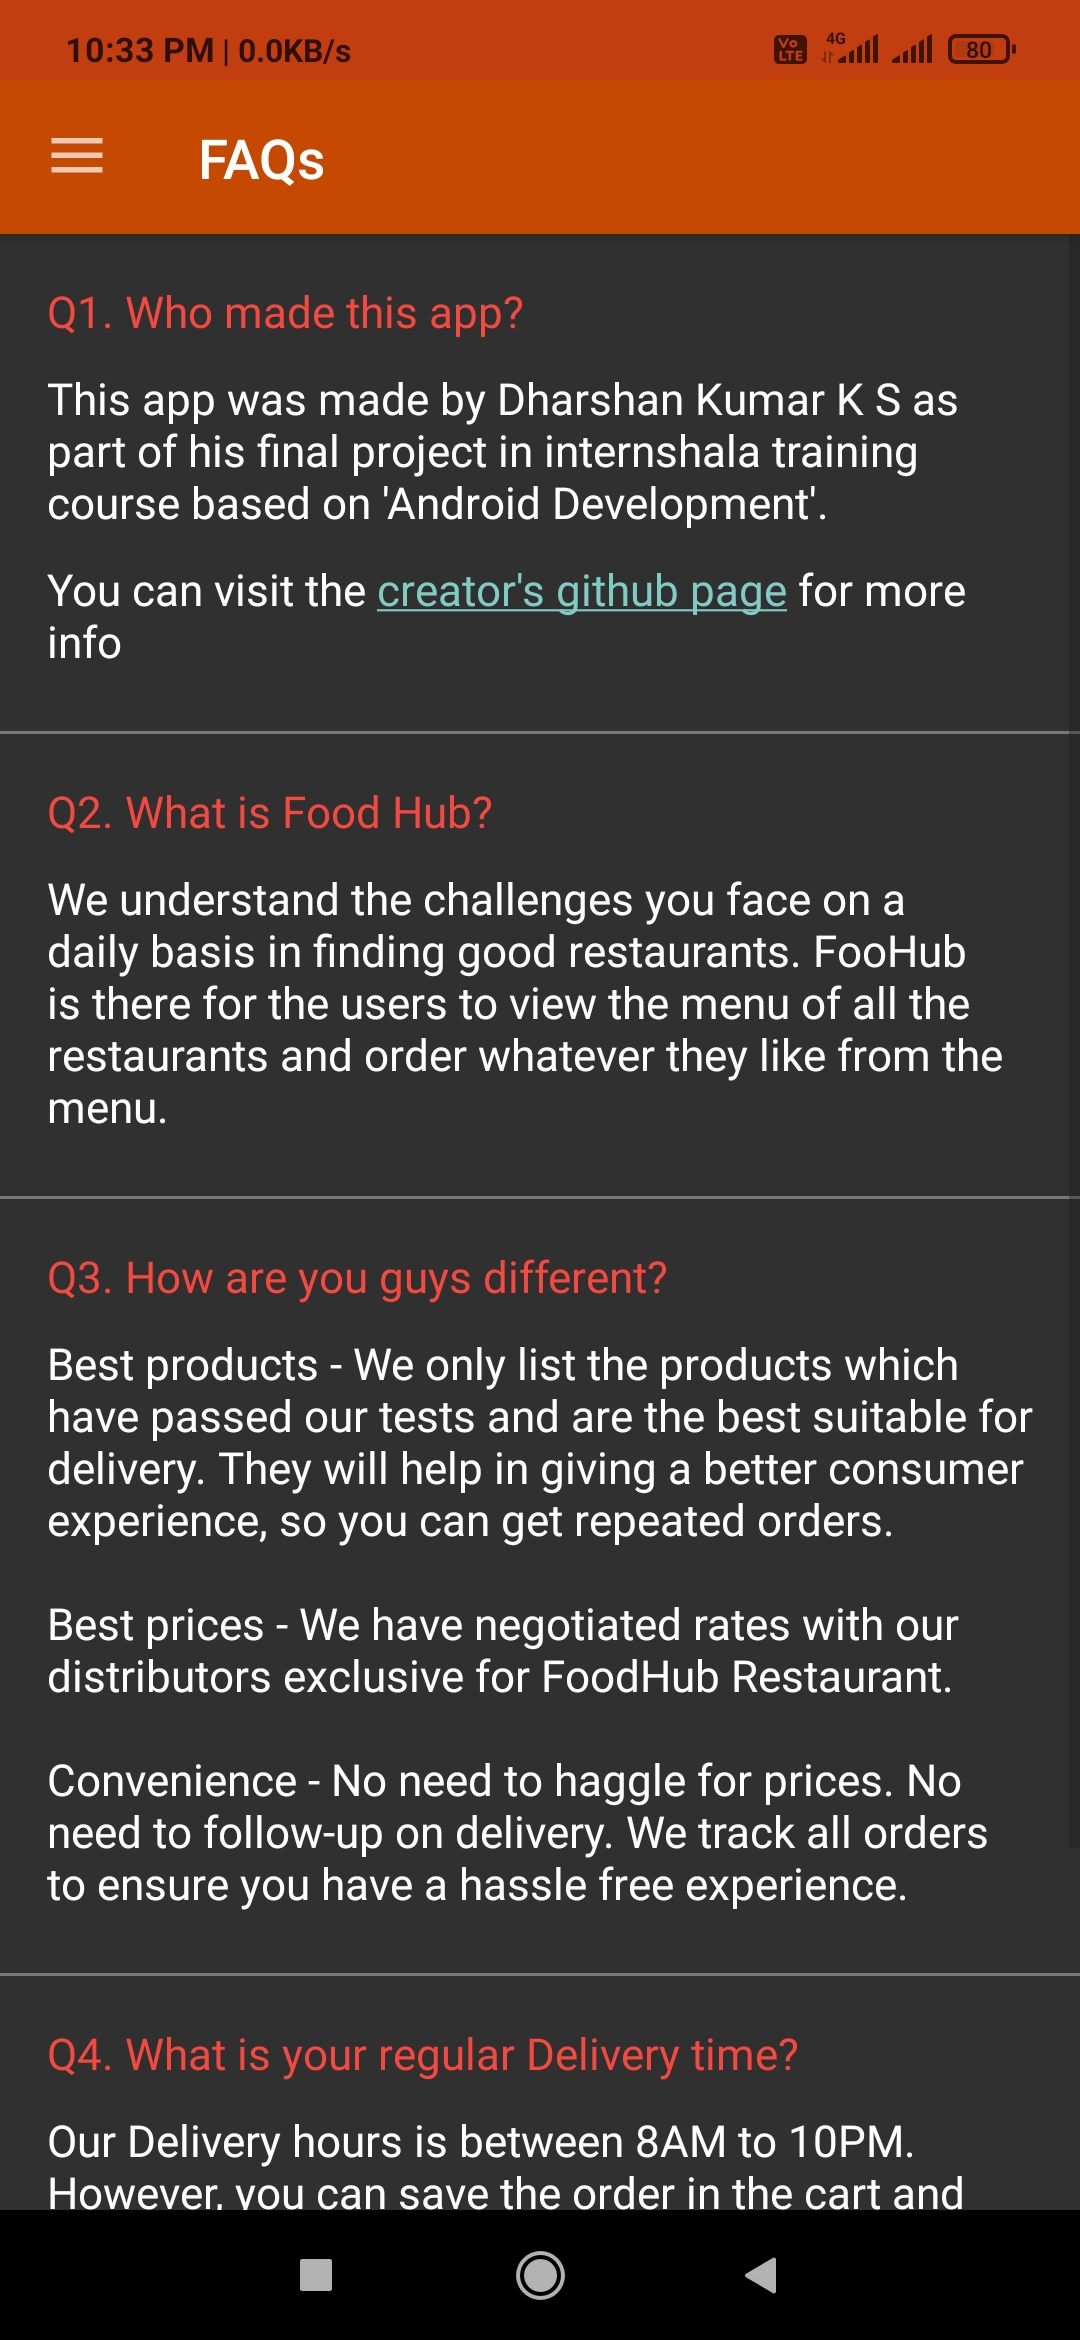 10:33 PM | 0.0KB/s
Vo LTE 4G 80
FAQs
Q1. Who made this app?
This app was made by Dharshan Kumar K S as
part of his final project in internshala training
course based on 'Android Development'.
You can visit the creator's github page for more
info
Q2. What is Food Hub?
We understand the challenges you face on a
daily basis in finding good restaurants. FooHub
is there for the users to view the menu of all the
restaurants and order whatever they like from the
menu.
Q3. How are you guys different?
Best products - We only list the products which
have passed our tests and are the best suitable for
delivery. They will help in giving a better consumer
experience, so you can get repeated orders.
Best prices - We have negotiated rates with our
distributors exclusive for FoodHub Restaurant.
Convenience - No need to haggle for prices. No
need to follow-up on delivery. We track all orders
to ensure you have a hassle free experience.
Q4. What is your regular Delivery time?
Our Delivery hours is between 8AM to 10PM.
However, you can save the order in the cart and